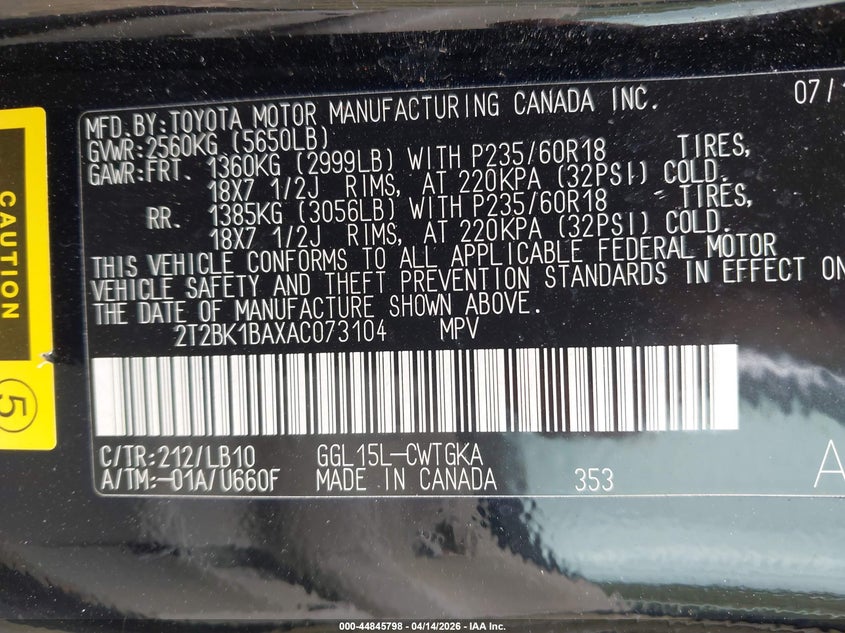 MFD.BY:TOYOTA MOTOR MANUFACTURING CANADA INC. 07/1
GVWR:2560KG (5650LB)
GAWR:FRT. 1360KG (2999LB) WITH P235/60R18 TIRES,
18X7 1/2J RIMS, AT 220KPA (32PSI) COLD.
RR. 1385KG (3056LB) WITH P235/60R18 TIRES,
18X7 1/2J RIMS, AT 220KPA (32PSI) COLD.
THIS VEHICLE CONFORMS TO ALL APPLICABLE FEDERAL MOTOR
VEHICLE SAFETY AND THEFT PREVENTION STANDARDS IN EFFECT ON
THE DATE OF MANUFACTURE SHOWN ABOVE.
2T2BK1BAXAC073104 MPV
C/TR:212/LB10 GGL15L-CWTGKA A
A/TM:-01A/U660F MADE IN CANADA 353
CAUTION
5
000-44845798 - 04/14/2026 - IAA Inc.